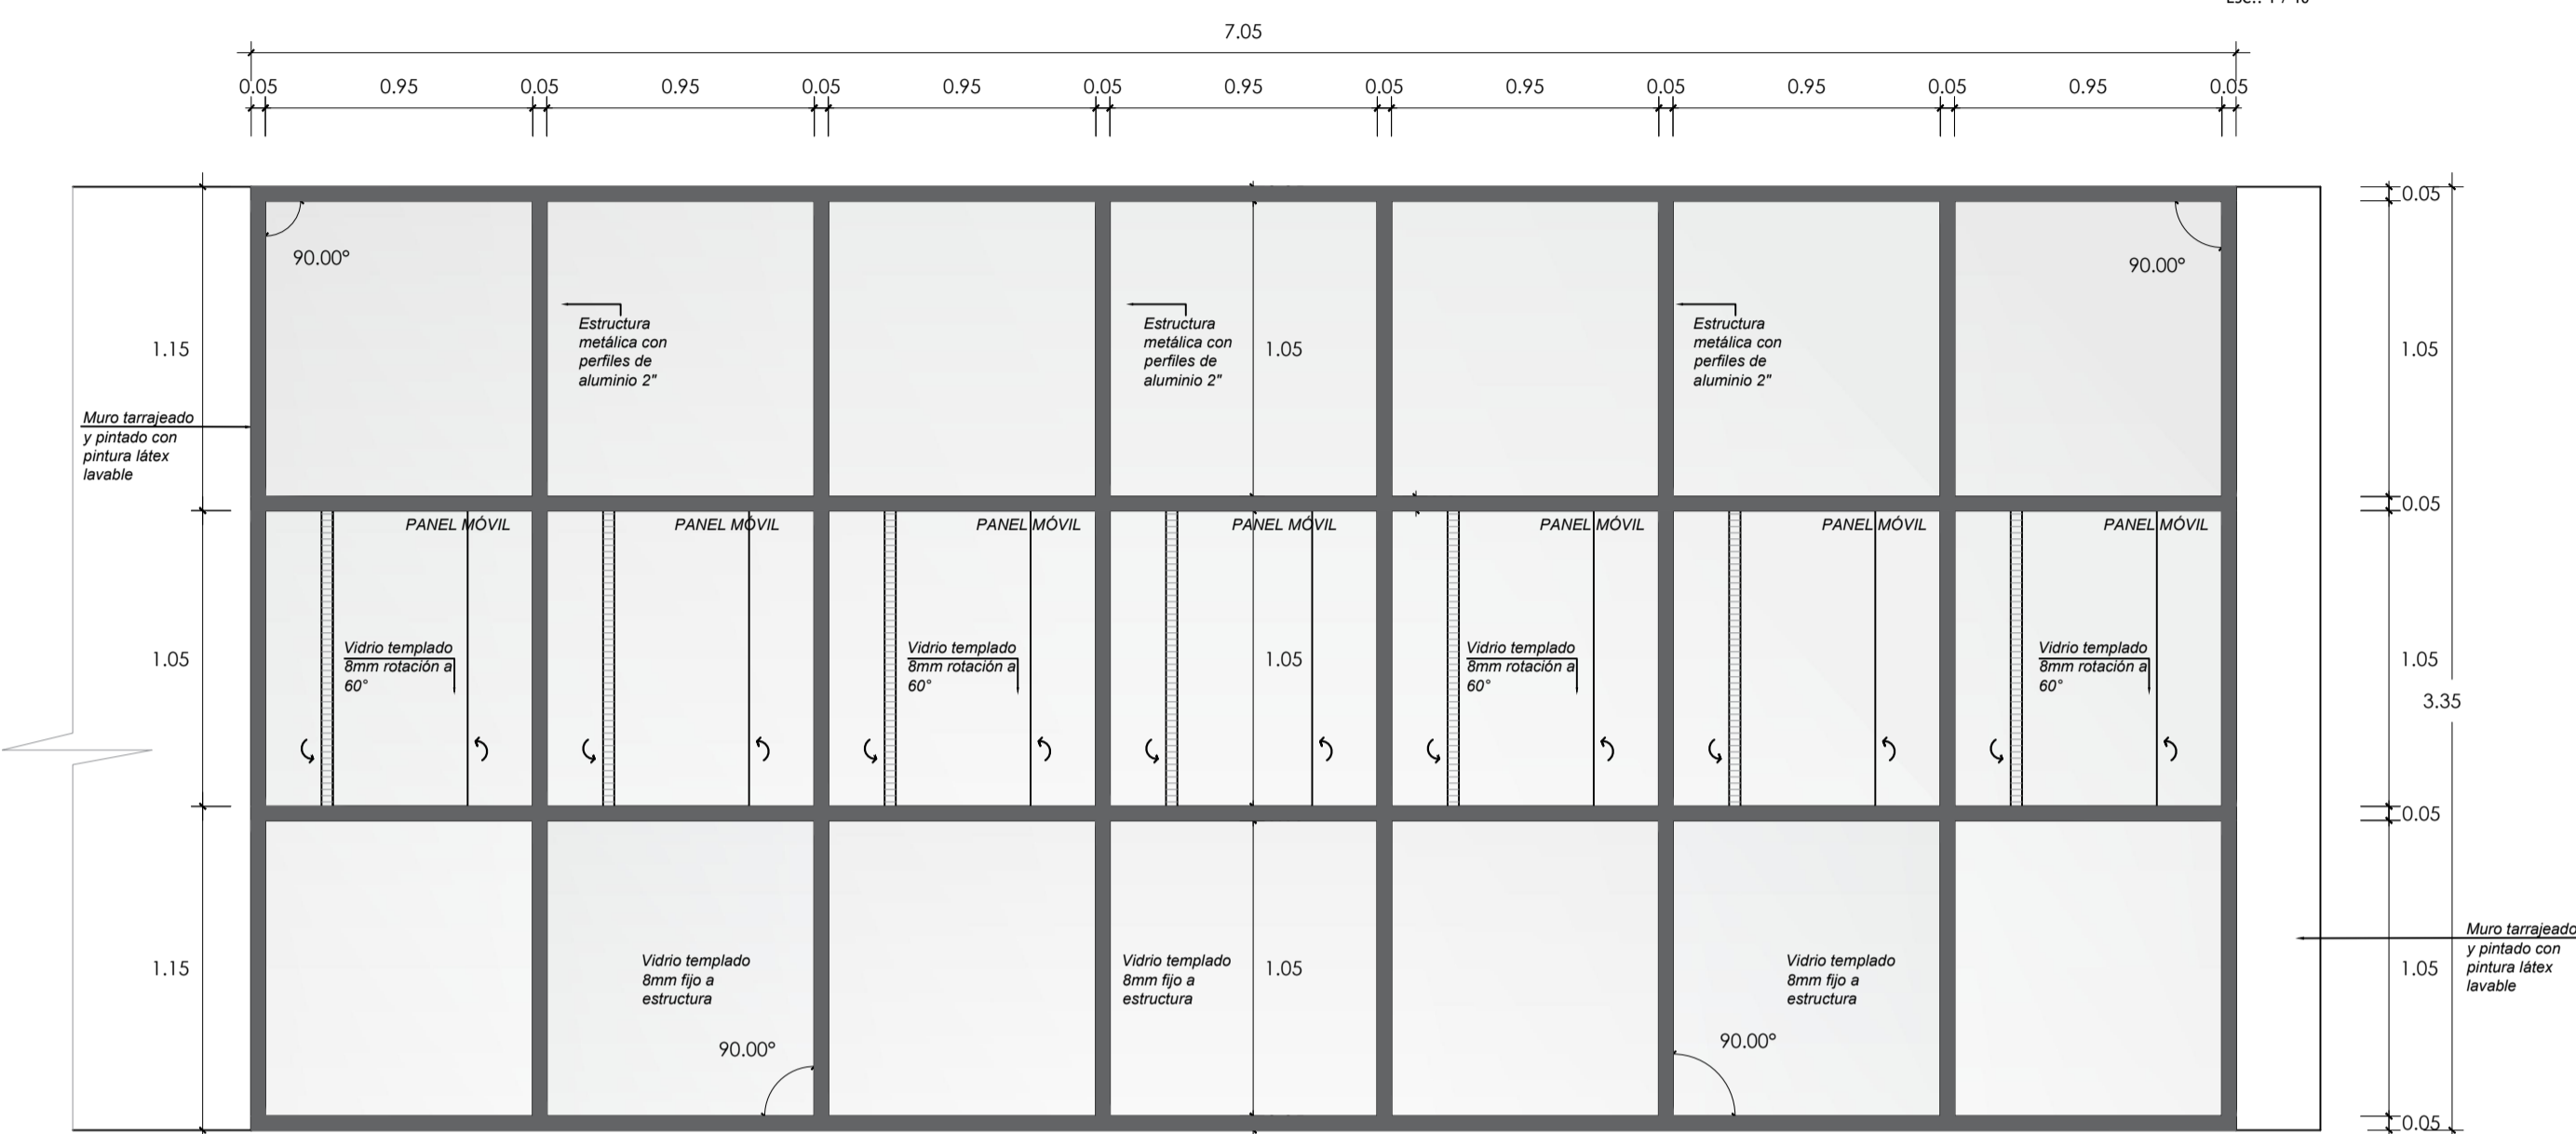 7.05
0.05 0.95 0.05 0.95 0.05 0.95 0.05 0.95 0.05 0.95 0.05 0.95 0.05 0.95 0.05
0.05
90.00°
90.00°
Estructura
metálica con
perfiles de
aluminio 2"
Estructura
metálica con
perfiles de
aluminio 2"
Estructura
metálica con
perfiles de
aluminio 2"
1.15
1.05
1.05
Muro tarrajeado
y pintado con
pintura látex
lavable
0.05
PANEL MÓVIL
PANEL MÓVIL
PANEL MÓVIL
PANEL MÓVIL
PANEL MÓVIL
PANEL MÓVIL
PANEL MÓVIL
Vidrio templado
8mm rotación a
60°
Vidrio templado
8mm rotación a
60°
Vidrio templado
8mm rotación a
60°
Vidrio templado
8mm rotación a
60°
1.05
1.05
1.05
3.35
0.05
Vidrio templado
8mm fijo a
estructura
Vidrio templado
8mm fijo a
estructura
Vidrio templado
8mm fijo a
estructura
1.15
1.05
1.05
Muro tarrajeado
y pintado con
pintura látex
lavable
90.00°
90.00°
0.05